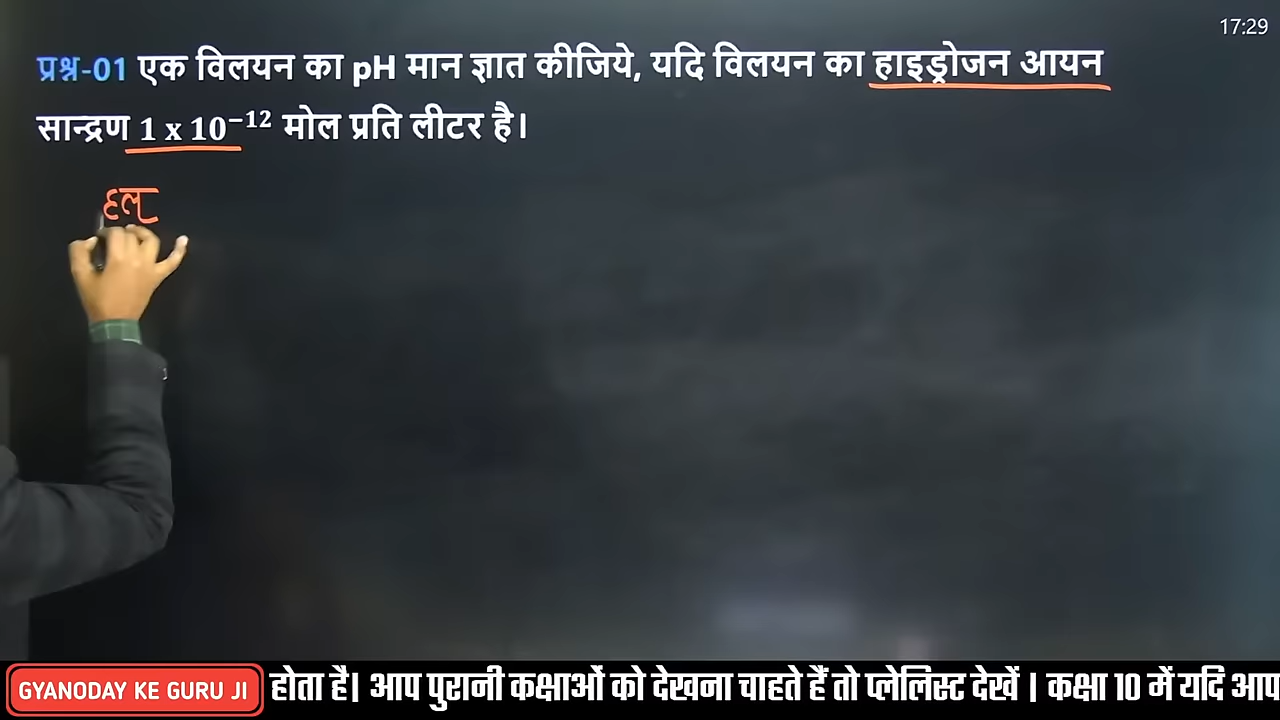 17:29
प्रश्न-01 एक विलयन का pH मान ज्ञात कीजिये, यदि विलयन का हाइड्रोजन आयन
सान्द्रण 1 x 10⁻¹² मोल प्रति लीटर है।
हल
GYANODAY KE GURU JI होता है। आप पुरानी कक्षाओं को देखना चाहते हैं तो प्लेलिस्ट देखें । कक्षा 10 में यदि आप